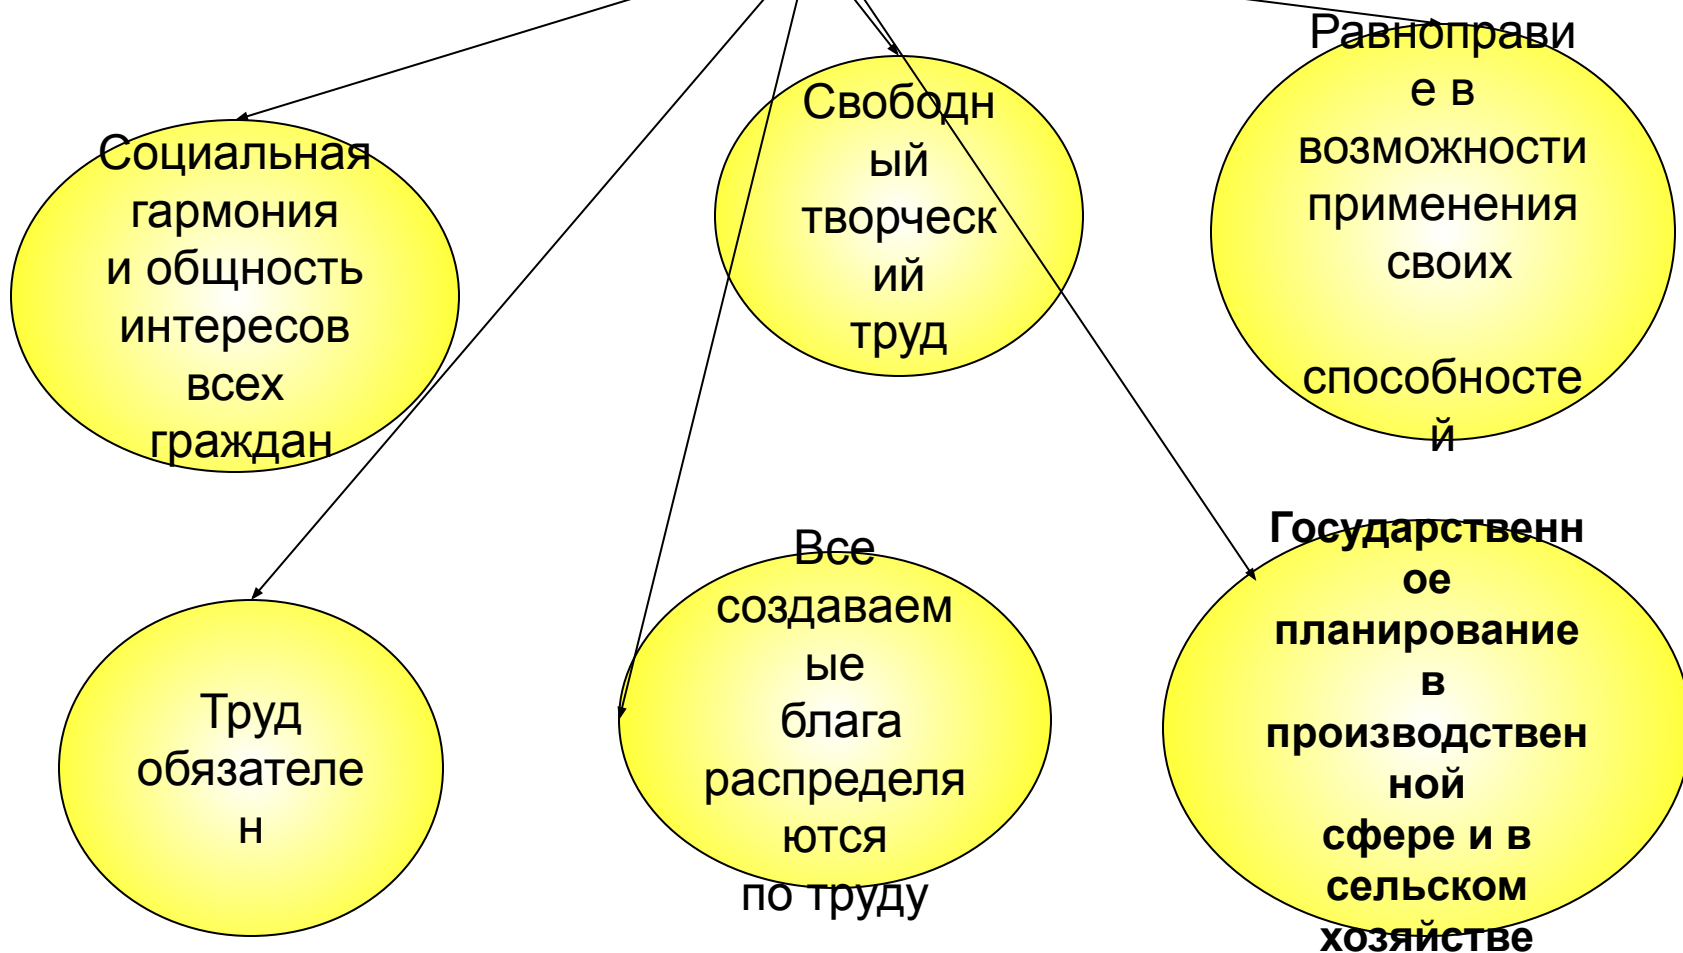 Социальная
гармония
и общность
интересов
всех
граждан
Свободн
ый
творческ
ий
труд
Равноправи
е в
возможности
применения
своих
способносте
й
Труд
обязателе
н
Все
создаваем
ые
блага
распределя
ются
по труду
Государственн
ое
планирование
в
производствен
ной
сфере и в
сельском
хозяйстве